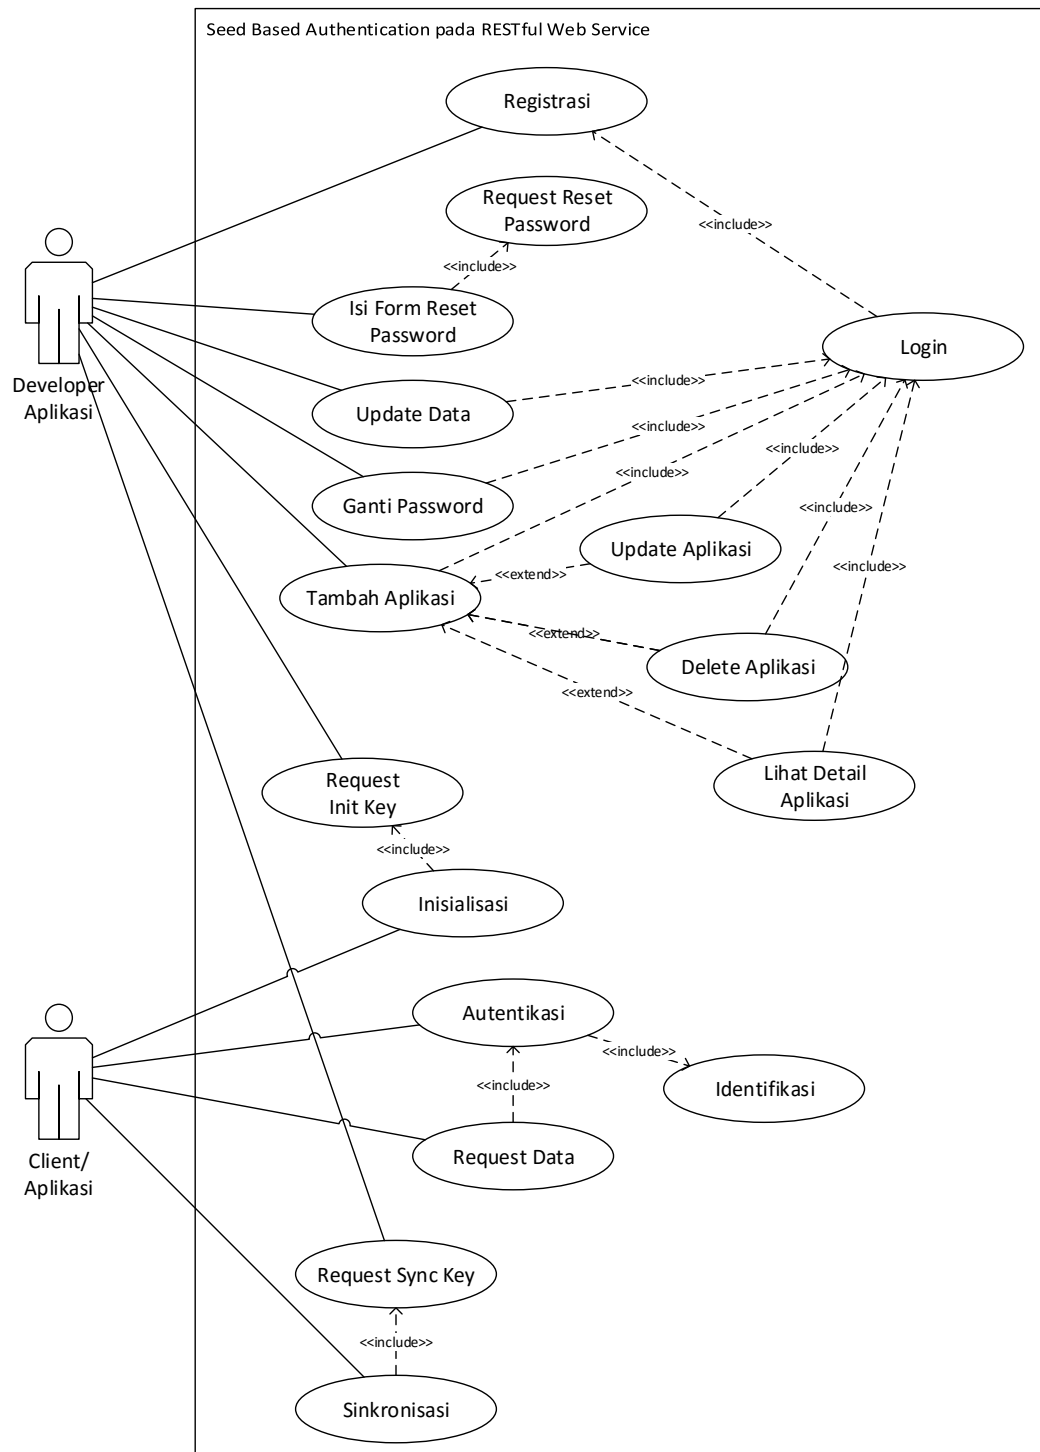 Seed Based Authentication pada RESTful Web Service
Registrasi
Request Reset
Password
<<include>>
<<include>>
Isi Form Reset
Password
Login
Developer
Aplikasi
Update Data
<<include>>
<<include>>
<<include>>
<<include>>
Ganti Password
<<include>>
Update Aplikasi
<<include>>
<<extend>>
Tambah Aplikasi
<<extend>>
Delete Aplikasi
<<extend>>
Request
Init Key
Lihat Detail
Aplikasi
<<include>>
Inisialisasi
Autentikasi
<<include>>
<<include>>
Identifikasi
Request Data
Client/
Aplikasi
Request Sync Key
<<include>>
Sinkronisasi